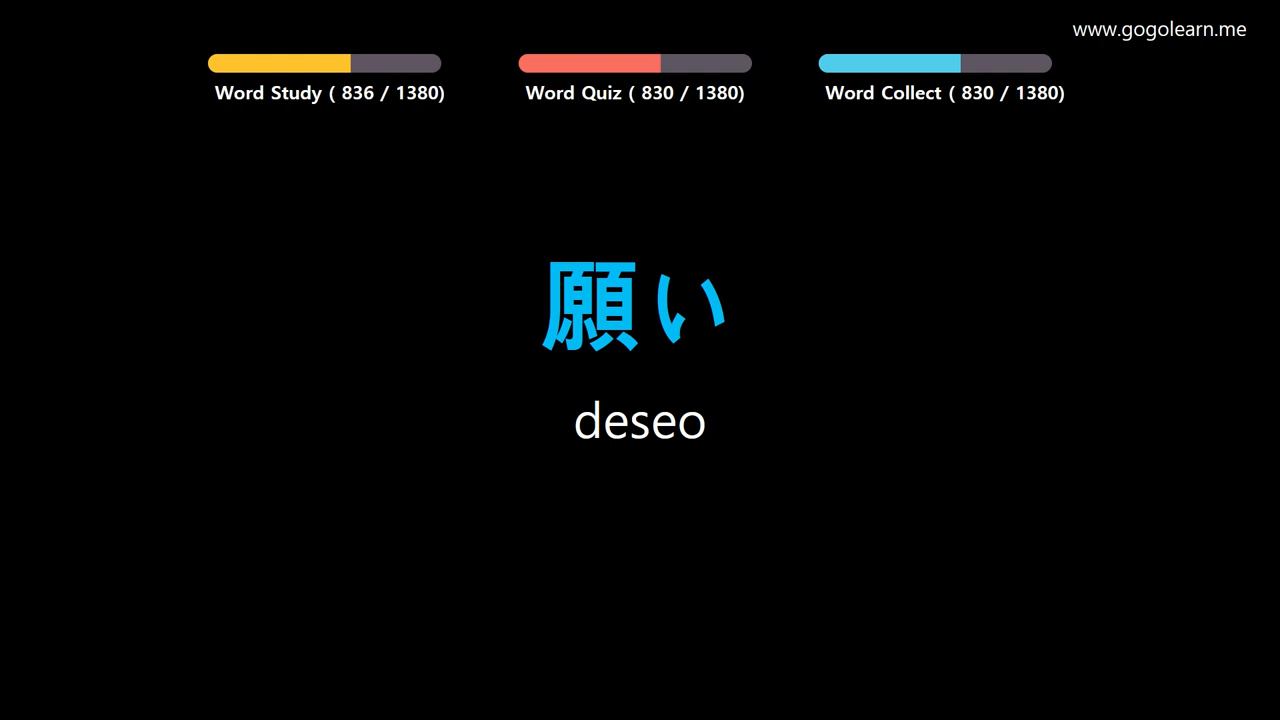 www.gogolearn.me
Word Study ( 836 / 1380)
Word Quiz ( 830 / 1380)
Word Collect ( 830 / 1380)
願い
deseo